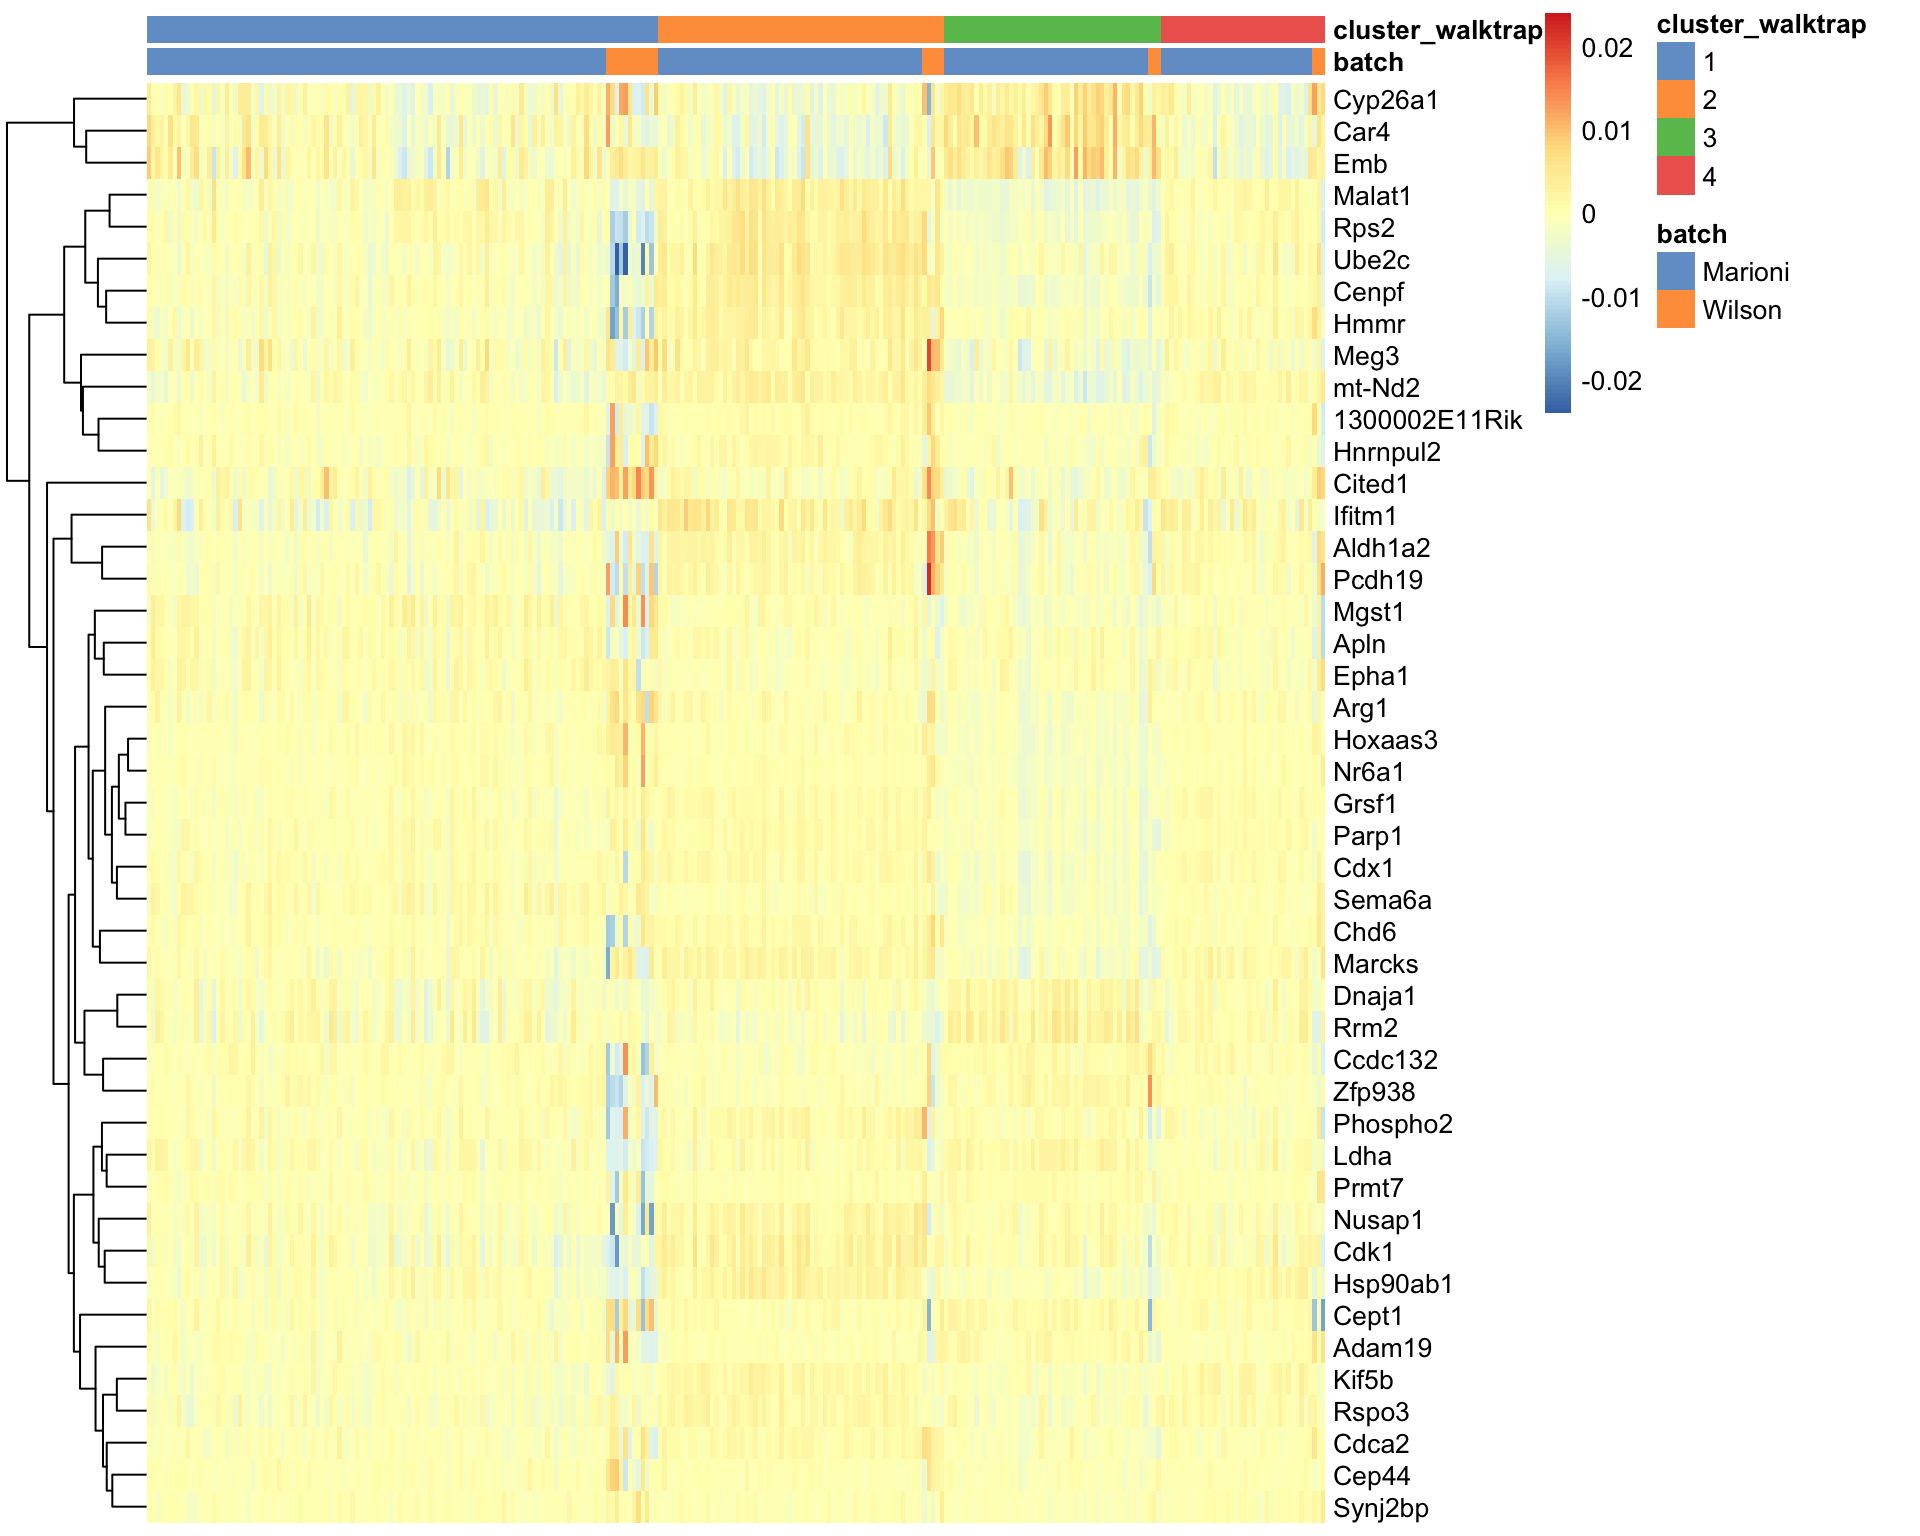 cluster_walktrap
batch
Cyp26a1
Car4
Emb
Malat1
Rps2
Ube2c
Cenpf
Hmmr
Meg3
mt-Nd2
1300002E11Rik
Hnrnpul2
Cited1
Ifitm1
Aldh1a2
Pcdh19
Mgst1
Apln
Epha1
Arg1
Hoxaas3
Nr6a1
Grsf1
Parp1
Cdx1
Sema6a
Chd6
Marcks
Dnaja1
Rrm2
Ccdc132
Zfp938
Phospho2
Ldha
Prmt7
Nusap1
Cdk1
Hsp90ab1
Cept1
Adam19
Kif5b
Rspo3
Cdca2
Cep44
Synj2bp
0.02
0.01
0
-0.01
-0.02
cluster_walktrap
1
2
3
4
batch
Marioni
Wilson